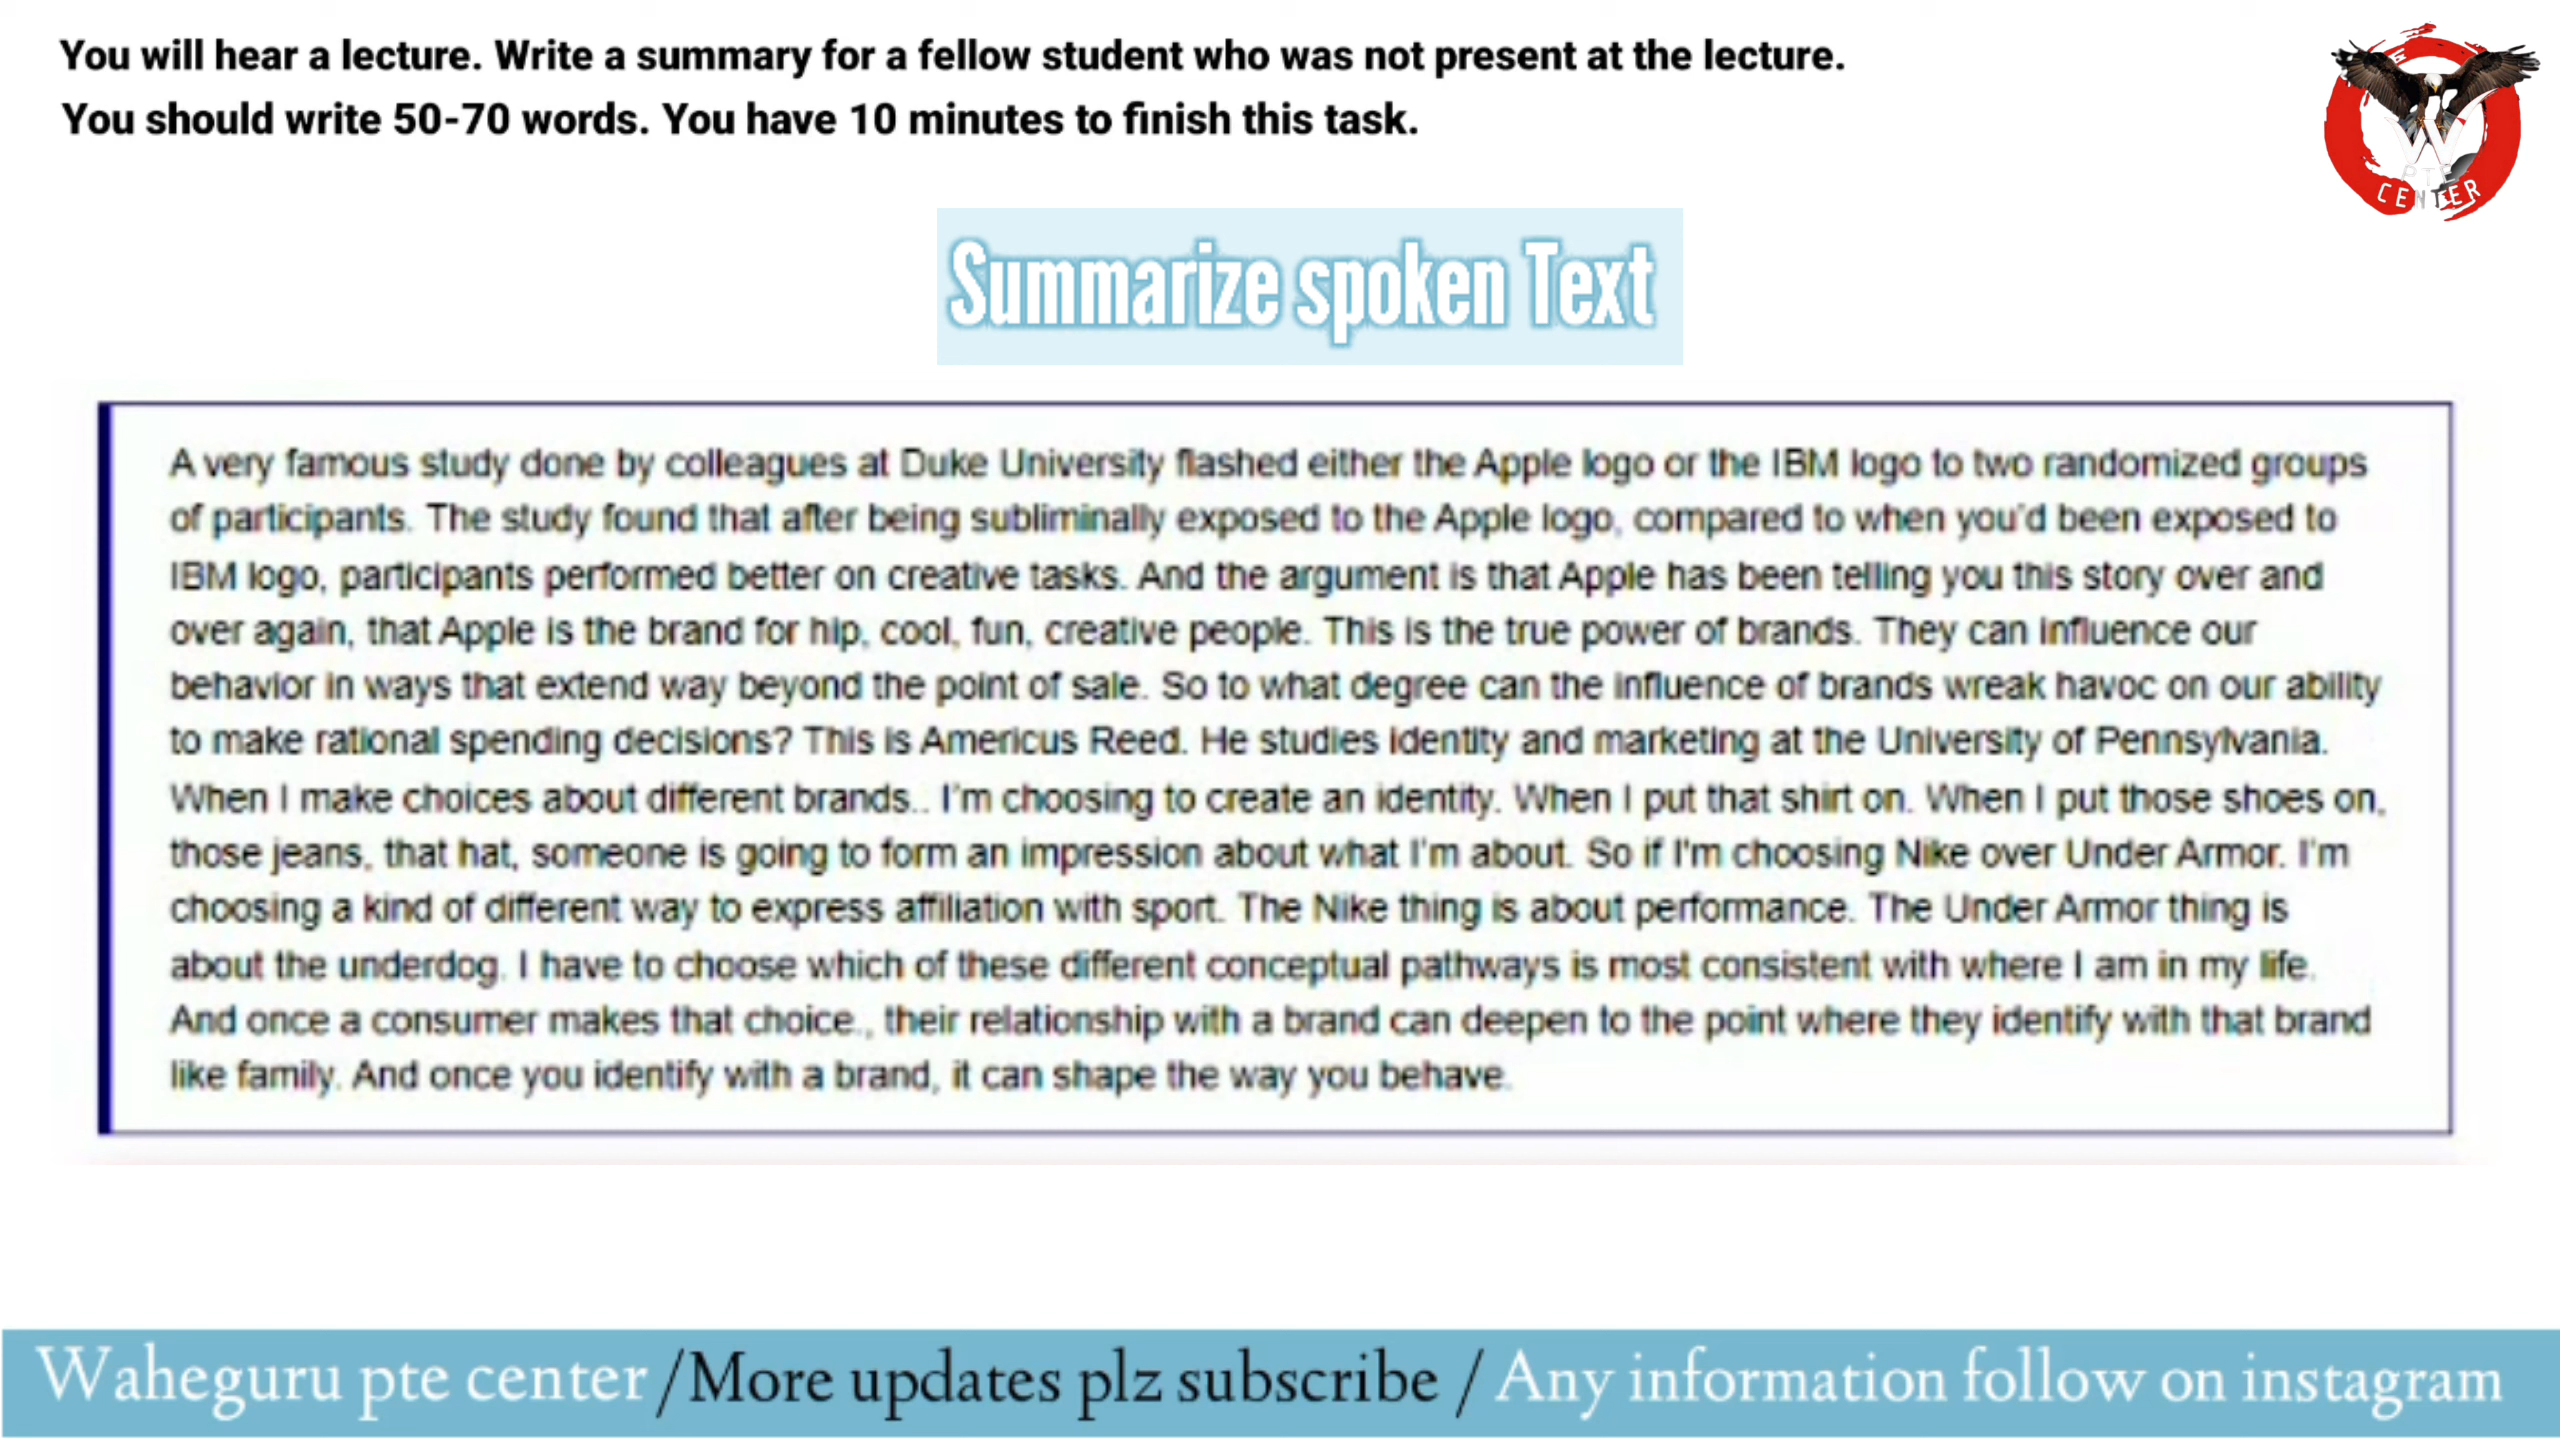 You will hear a lecture. Write a summary for a fellow student who was not present at the lecture.
You should write 50-70 words. You have 10 minutes to finish this task.
W
PTE
CENTER
Summarize spoken Text
A very famous study done by colleagues at Duke University flashed either the Apple logo or the IBM logo to two randomized groups
of participants. The study found that after being subliminally exposed to the Apple logo, compared to when you'd been exposed to
IBM logo, participants performed better on creative tasks. And the argument is that Apple has been telling you this story over and
over again, that Apple is the brand for hip, cool, fun, creative people. This is the true power of brands. They can influence our
behavior in ways that extend way beyond the point of sale. So to what degree can the influence of brands wreak havoc on our ability
to make rational spending decisions? This is Americus Reed. He studies identity and marketing at the University of Pennsylvania.
When I make choices about different brands.. I'm choosing to create an identity. When I put that shirt on. When I put those shoes on,
those jeans, that hat, someone is going to form an impression about what I'm about. So if I'm choosing Nike over Under Armor. I'm
choosing a kind of different way to express affiliation with sport. The Nike thing is about performance. The Under Armor thing is
about the underdog. I have to choose which of these different conceptual pathways is most consistent with where I am in my life.
And once a consumer makes that choice., their relationship with a brand can deepen to the point where they identify with that brand
like family. And once you identify with a brand, it can shape the way you behave.
Waheguru pte center /More updates plz subscribe / Any information follow on instagram